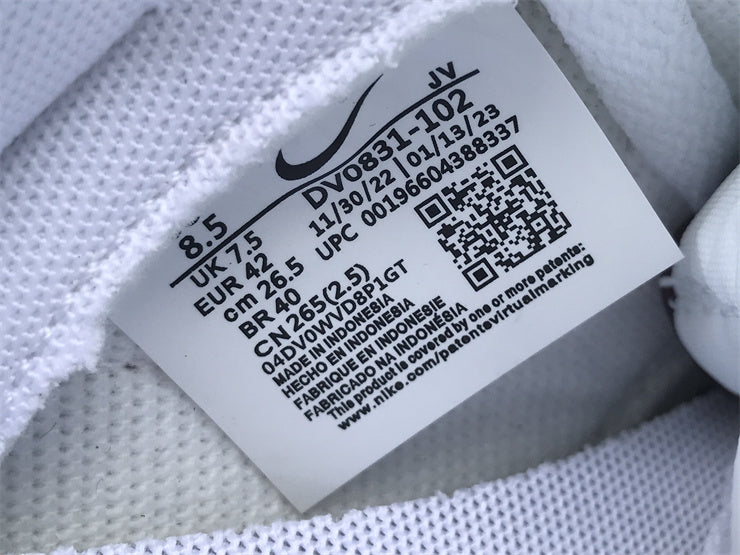 JV
8.5
UK 7.5
EUR 42
cm 26.5
BR 40
CN 265(2.5)
DV0831-102
11/30/22 | 01/13/23
UPC 00196604388337
04DV0WVD8P1GT
MADE IN INDONESIA
HECHO EN INDONESIA
FABRIQUE EN INDONESIE
FABRICADO NA INDONÉSIA
This product is covered by one or more patents:
www.nike.com/patentsvirtualmarking